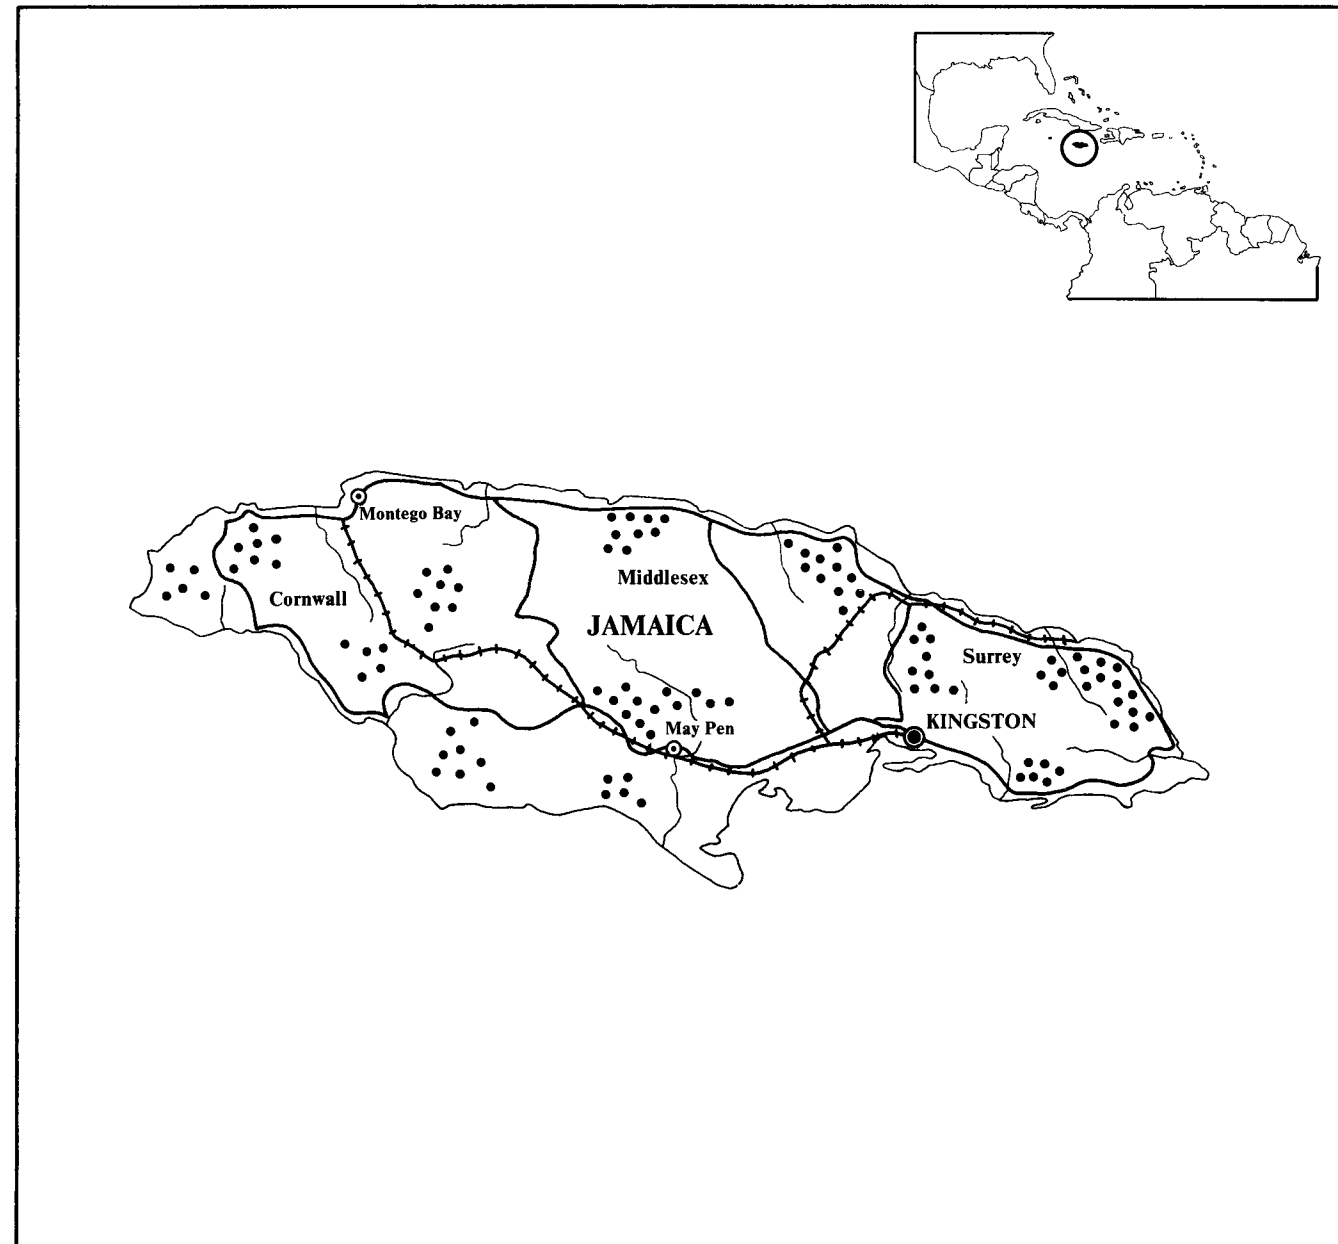 Montego Bay
Middlesex
Cornwall
JAMAICA
Surrey
KINGSTON
May Pen